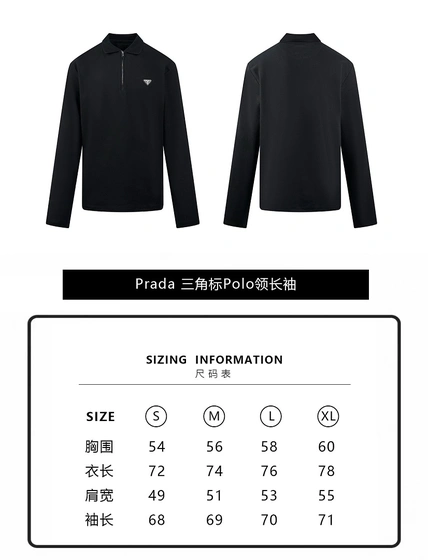 Prada 三角标Polo领长袖
SIZING INFORMATION
尺码表
SIZE S M L XL
胸围 54 56 58 60
衣长 72 74 76 78
肩宽 49 51 53 55
袖长 68 69 70 71